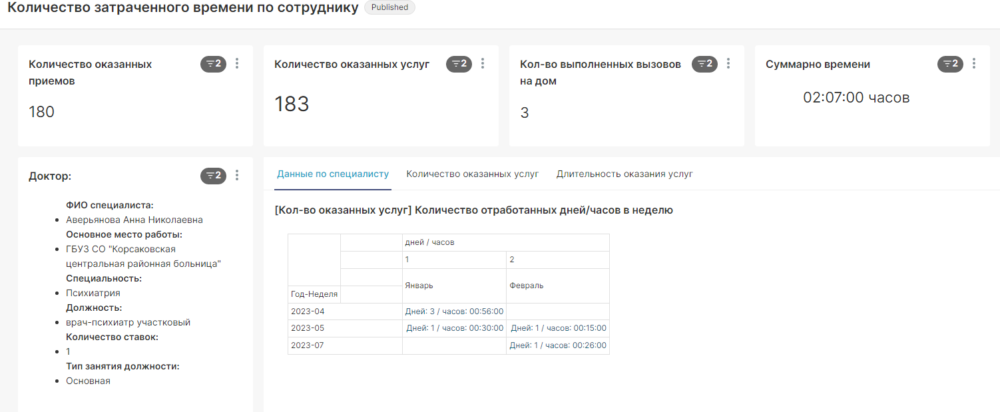 Количество затраченного времени по сотруднику Published
Количество оказанных приемов
2
180
Количество оказанных услуг
2
183
Кол-во выполненных вызовов на дом
2
3
Суммарно времени
2
02:07:00 часов
Доктор:
2
ФИО специалиста:
Аверьянова Анна Николаевна
Основное место работы:
ГБУЗ СО "Корсаковская
центральная районная больница"
Специальность:
Психиатрия
Должность:
врач-психиатр участковый
Количество ставок:
1
Тип занятия должности:
Основная
Данные по специалисту Количество оказанных услуг Длительность оказания услуг
[Кол-во оказанных услуг] Количество отработанных дней/часов в неделю
дней / часов
1 2
Январь Февраль
Год-Неделя
2023-04 Дней: 3 / часов: 00:56:00
2023-05 Дней: 1 / часов: 00:30:00 Дней: 1 / часов: 00:15:00
2023-07 Дней: 1 / часов: 00:26:00